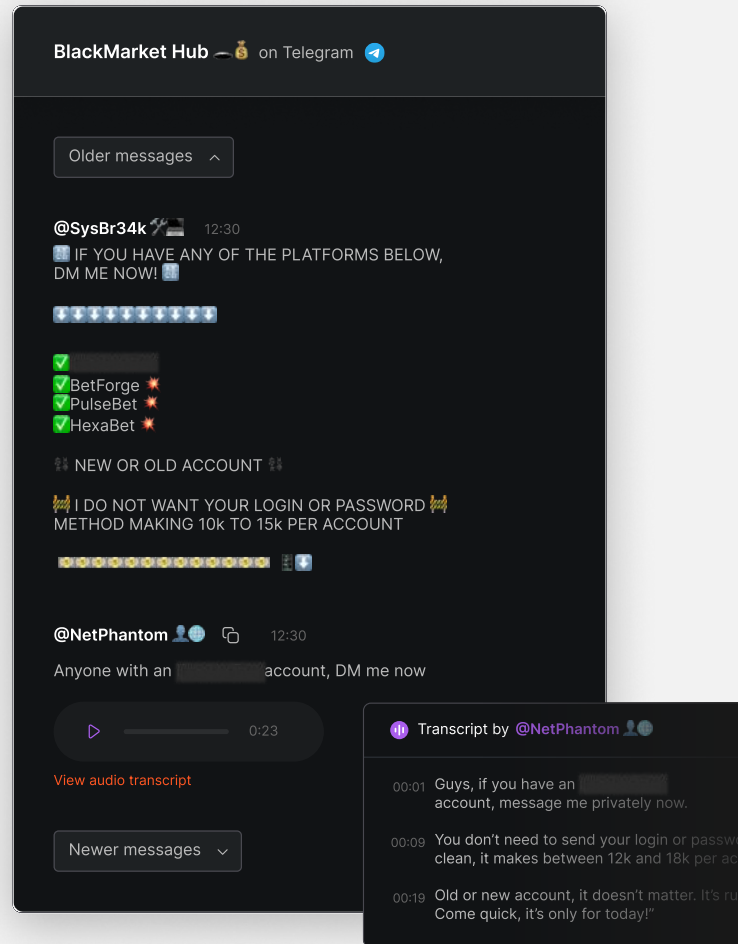 BlackMarket Hub on Telegram
Older messages
@SysBr34k 12:30
IF YOU HAVE ANY OF THE PLATFORMS BELOW,
DM ME NOW!
BetForge
PulseBet
HexaBet
NEW OR OLD ACCOUNT
I DO NOT WANT YOUR LOGIN OR PASSWORD
METHOD MAKING 10k TO 15k PER ACCOUNT
@NetPhantom 12:30
Anyone with an account, DM me now
0:23
View audio transcript
Newer messages
Transcript by @NetPhantom
00:01 Guys, if you have an
account, message me privately now.
00:09 You don’t need to send your login or passw
clean, it makes between 12k and 18k per ac
00:19 Old or new account, it doesn’t matter. It’s ru
Come quick, it’s only for today!”